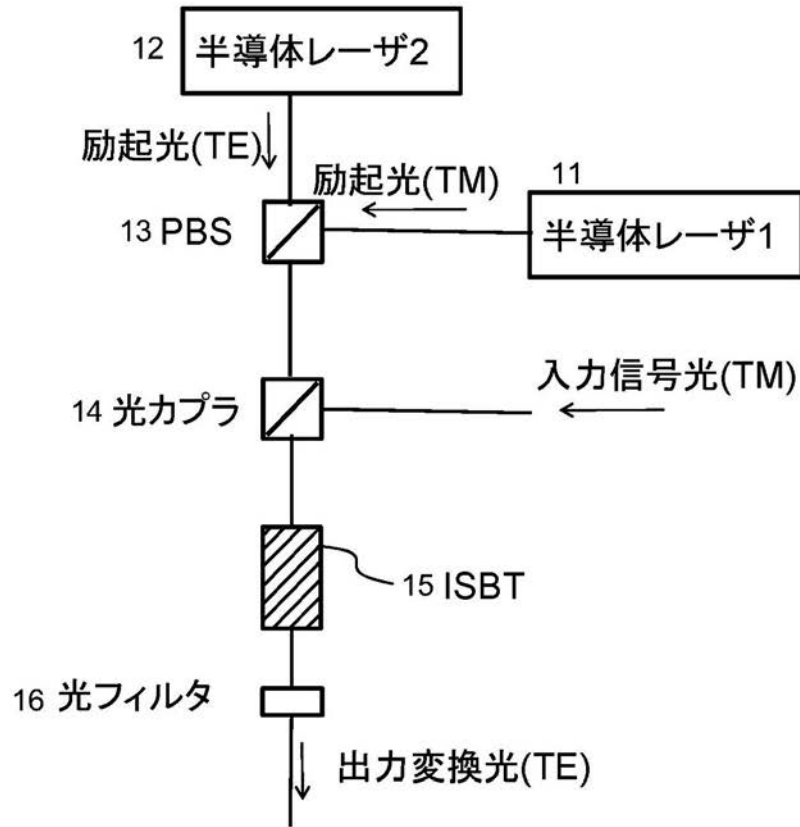 12 半導体レーザ2
励起光(TE)
励起光(TM)
11
半導体レーザ1
13 PBS
入力信号光(TM)
14 光カプラ
15 ISBT
16 光フィルタ
出力変換光(TE)